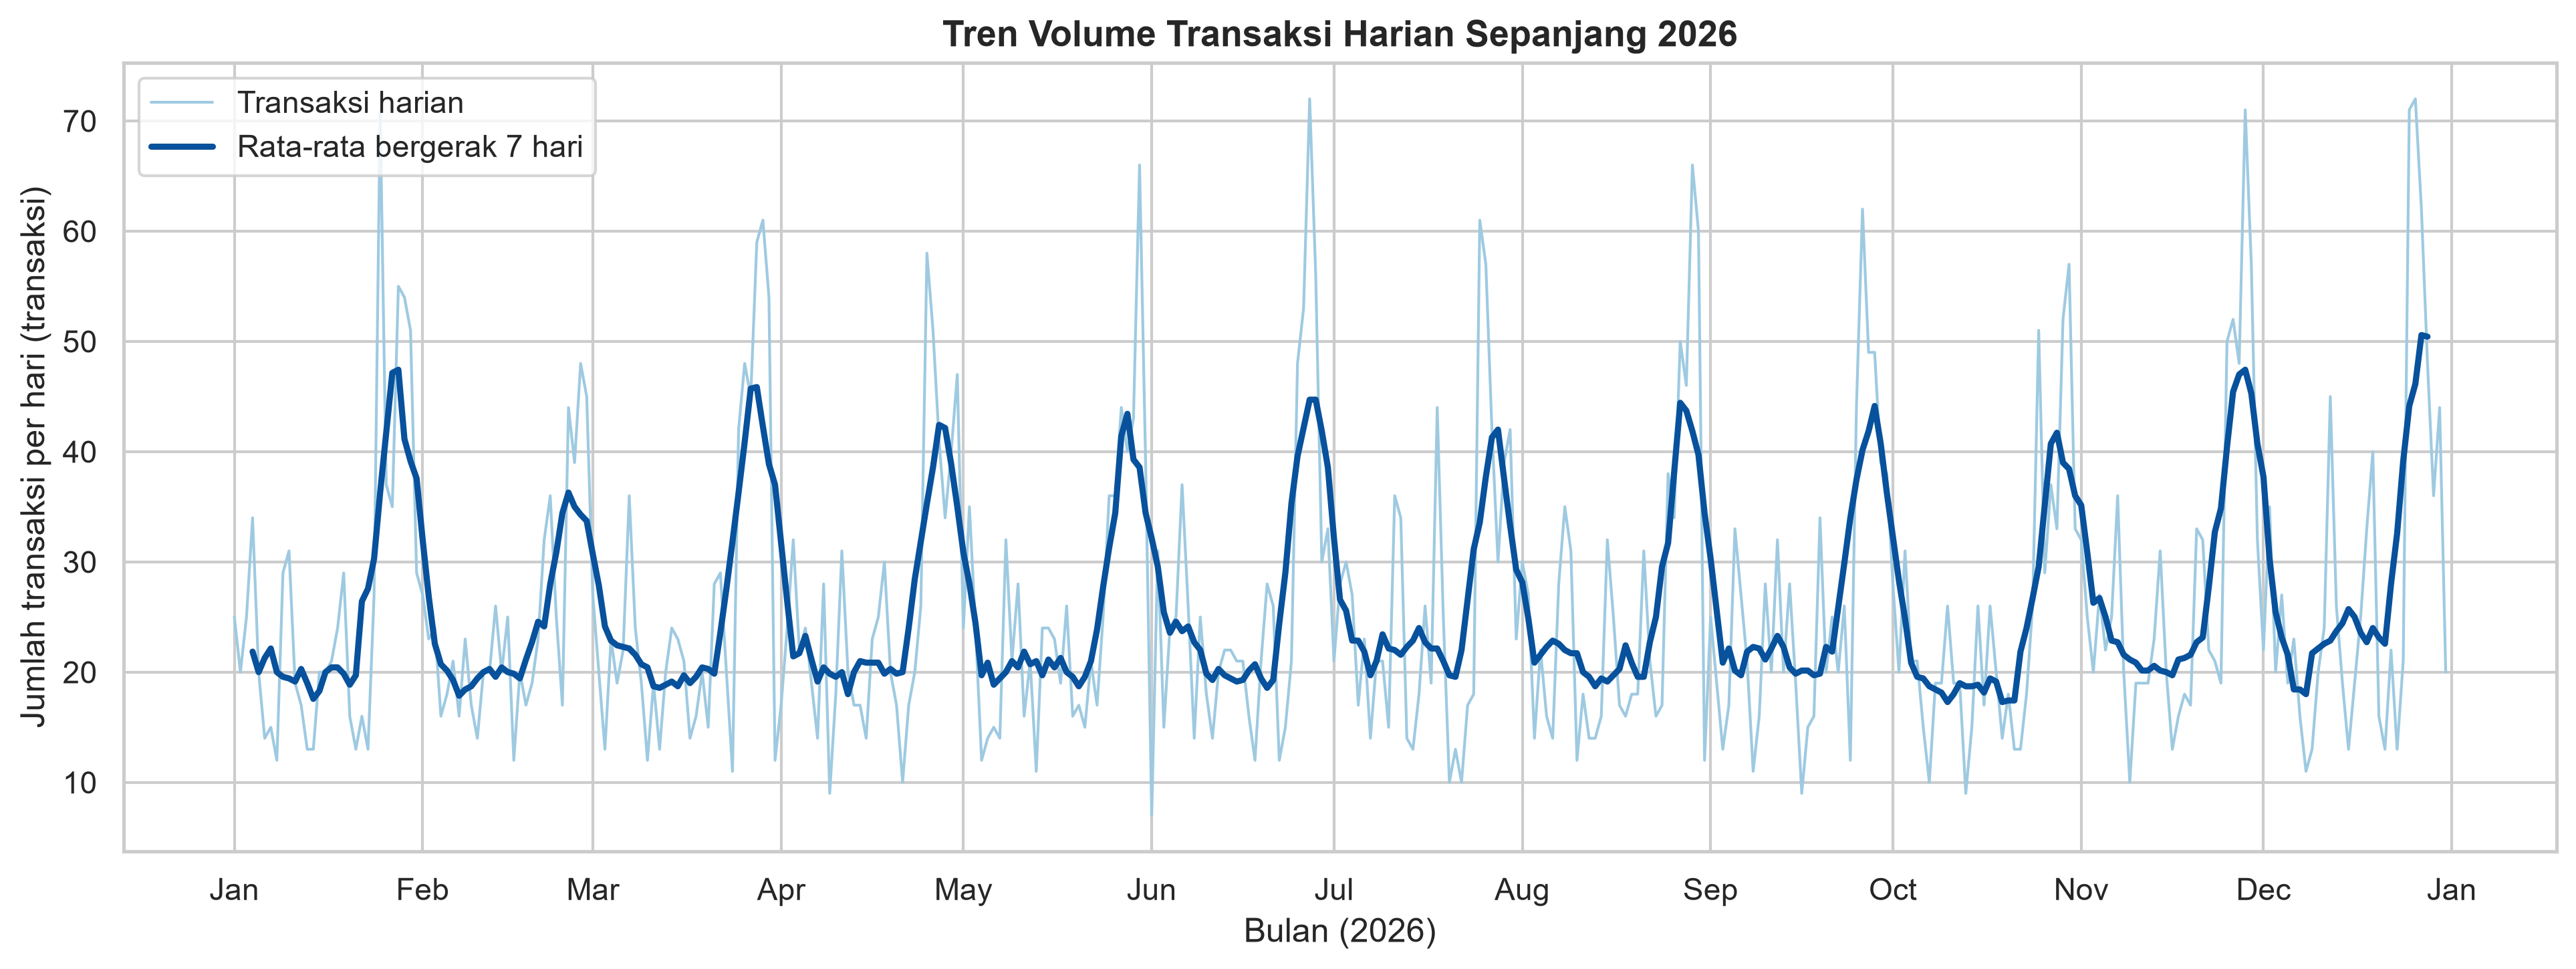 Tren Volume Transaksi Harian Sepanjang 2026
Transaksi harian
Rata-rata bergerak 7 hari
Jumlah transaksi per hari (transaksi)
70
60
50
40
30
20
10
Jan Feb Mar Apr May Jun Jul Aug Sep Oct Nov Dec Jan
Bulan (2026)